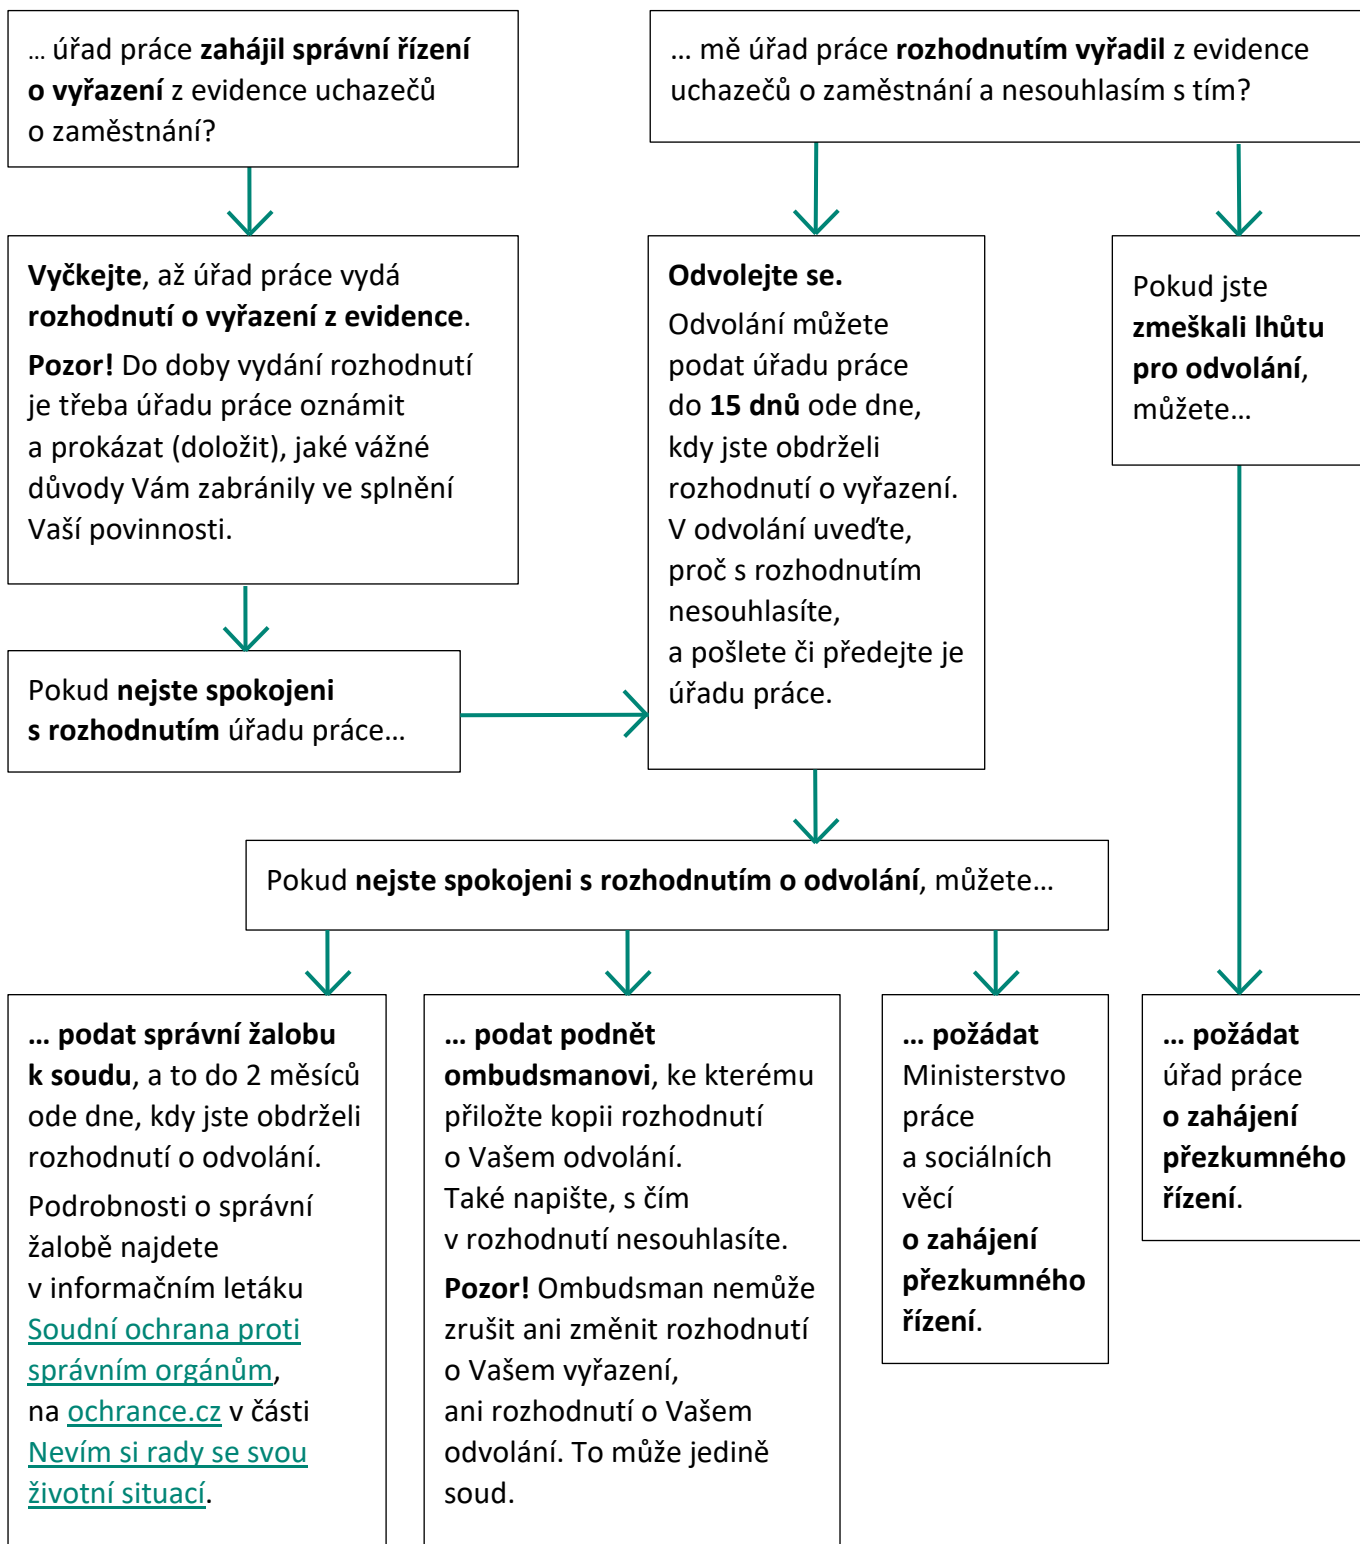 … úřad práce zahájil správní řízení
o vyřazení z evidence uchazečů
o zaměstnání?
… mě úřad práce rozhodnutím vyřadil z evidence
uchazečů o zaměstnání a nesouhlasím s tím?
Vyčkejte, až úřad práce vydá
rozhodnutí o vyřazení z evidence.
Pozor! Do doby vydání rozhodnutí
je třeba úřadu práce oznámit
a prokázat (doložit), jaké vážné
důvody Vám zabránily ve splnění
Vaší povinnosti.
Odvolejte se.
Odvolání můžete
podat úřadu práce
do 15 dnů ode dne,
kdy jste obdrželi
rozhodnutí o vyřazení.
V odvolání uveďte,
proč s rozhodnutím
nesouhlasíte,
a pošlete či předejte je
úřadu práce.
Pokud jste
zmeškali lhůtu
pro odvolání,
můžete…
Pokud nejste spokojeni
s rozhodnutím úřadu práce…
Pokud nejste spokojeni s rozhodnutím o odvolání, můžete…
… podat správní žalobu
k soudu, a to do 2 měsíců
ode dne, kdy jste obdrželi
rozhodnutí o odvolání.
Podrobnosti o správní
žalobě najdete
v informačním letáku
Soudní ochrana proti
správním orgánům,
na ochrance.cz v části
Nevím si rady se svou
životní situací.
… podat podnět
ombudsmanovi, ke kterému
přiložte kopii rozhodnutí
o Vašem odvolání.
Také napište, s čím
v rozhodnutí nesouhlasíte.
Pozor! Ombudsman nemůže
zrušit ani změnit rozhodnutí
o Vašem vyřazení,
ani rozhodnutí o Vašem
odvolání. To může jedině
soud.
… požádat
Ministerstvo
práce
a sociálních
věcí
o zahájení
přezkumného
řízení.
… požádat
úřad práce
o zahájení
přezkumného
řízení.